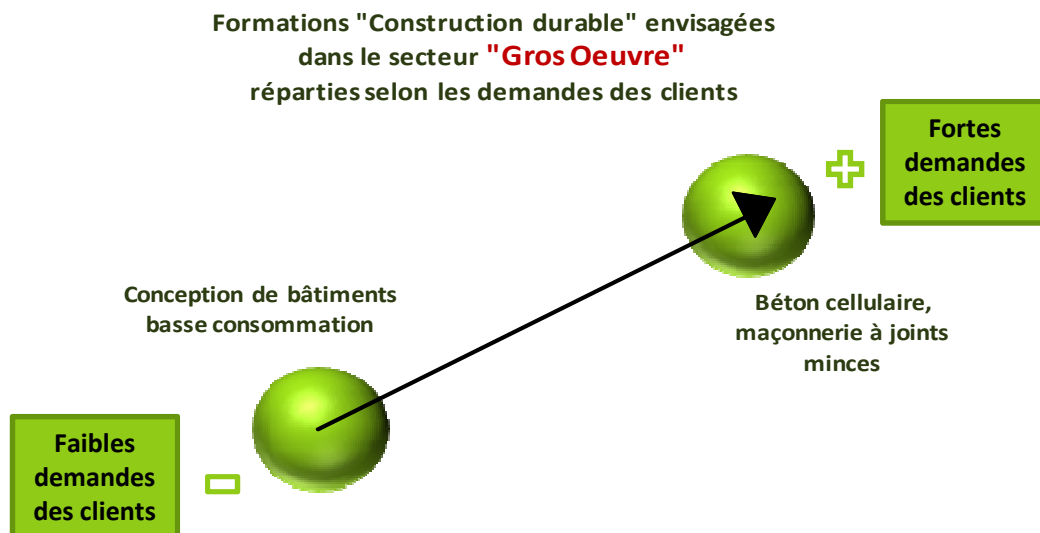 Formations "Construction durable" envisagées
dans le secteur "Gros Oeuvre"
réparties selon les demandes des clients
Fortes
demandes
des clients
Conception de bâtiments
basse consommation
Béton cellulaire,
maçonnerie à joints
minces
Faibles
demandes
des clients